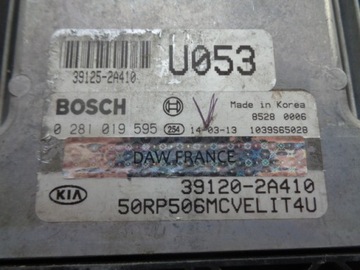 39125-2A410
U053
BOSCH
Made in Korea
8528 0006
0 281 019 595 254 14-03-13 1039S65028
DAW FRANCE
KIA
39120-2A410
50RP506MCVELIT4U